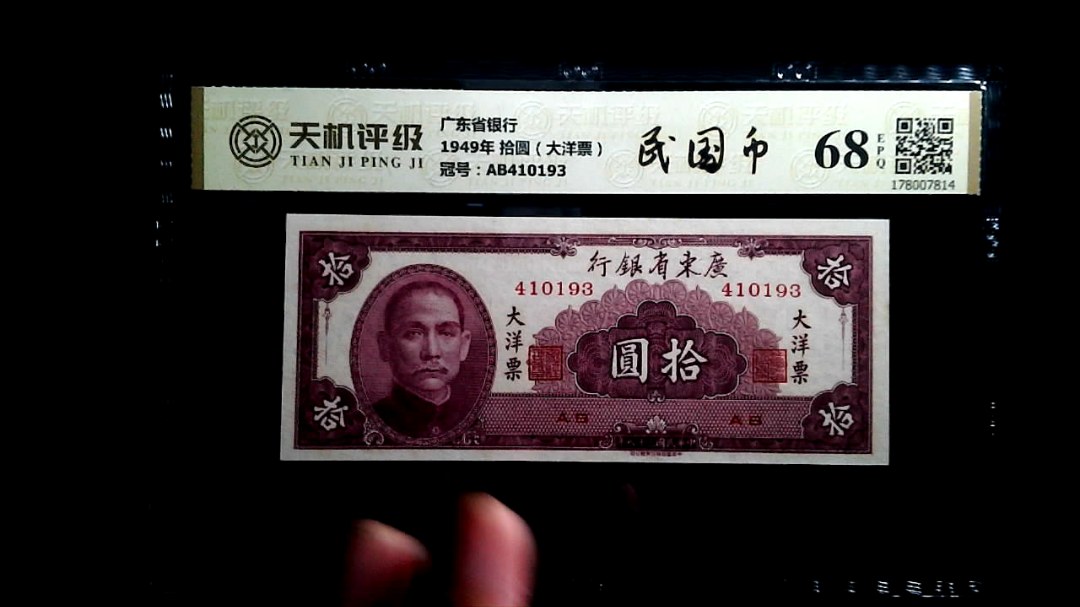 天机评级
TIAN JI PING JI
广东省银行
1949年 拾圆（大洋票）
冠号：AB410193
民国币
68
EPQ
178007814
拾
行銀省東廣
拾
410193
410193
大洋票
大洋票
圓拾
AB
AB
拾
拾